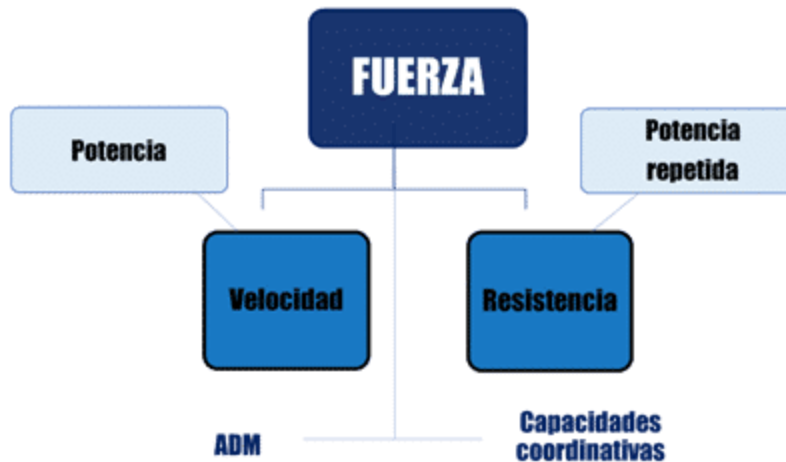 FUERZA
Potencia
Potencia
repetida
Velocidad
Resistencia
ADM
Capacidades
coordinativas